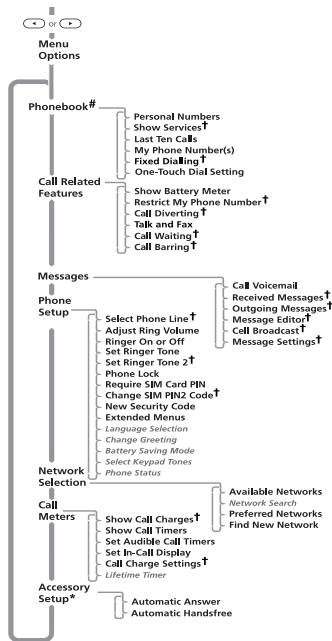 or
Menu
Options
Phonebook#
Personal Numbers
Show Services†
Last Ten Calls
My Phone Number(s)
Fixed Dialling†
One-Touch Dial Setting
Call Related
Features
Show Battery Meter
Restrict My Phone Number†
Call Diverting†
Talk and Fax
Call Waiting†
Call Barring†
Messages
Call Voicemail
Received Messages†
Outgoing Messages†
Message Editor†
Cell Broadcast†
Message Settings†
Phone
Setup
Select Phone Line†
Adjust Ring Volume
Ringer On or Off
Set Ringer Tone
Set Ringer Tone 2†
Phone Lock
Require SIM Card PIN
Change SIM PIN2 Code†
New Security Code
Extended Menus
Language Selection
Change Greeting
Battery Saving Mode
Select Keypad Tones
Phone Status
Network
Selection
Available Networks
Network Search
Preferred Networks
Find New Network
Call
Meters
Show Call Charges†
Show Call Timers
Set Audible Call Timers
Set In-Call Display
Call Charge Settings†
Lifetime Timer
Accessory
Setup*
Automatic Answer
Automatic Handsfree